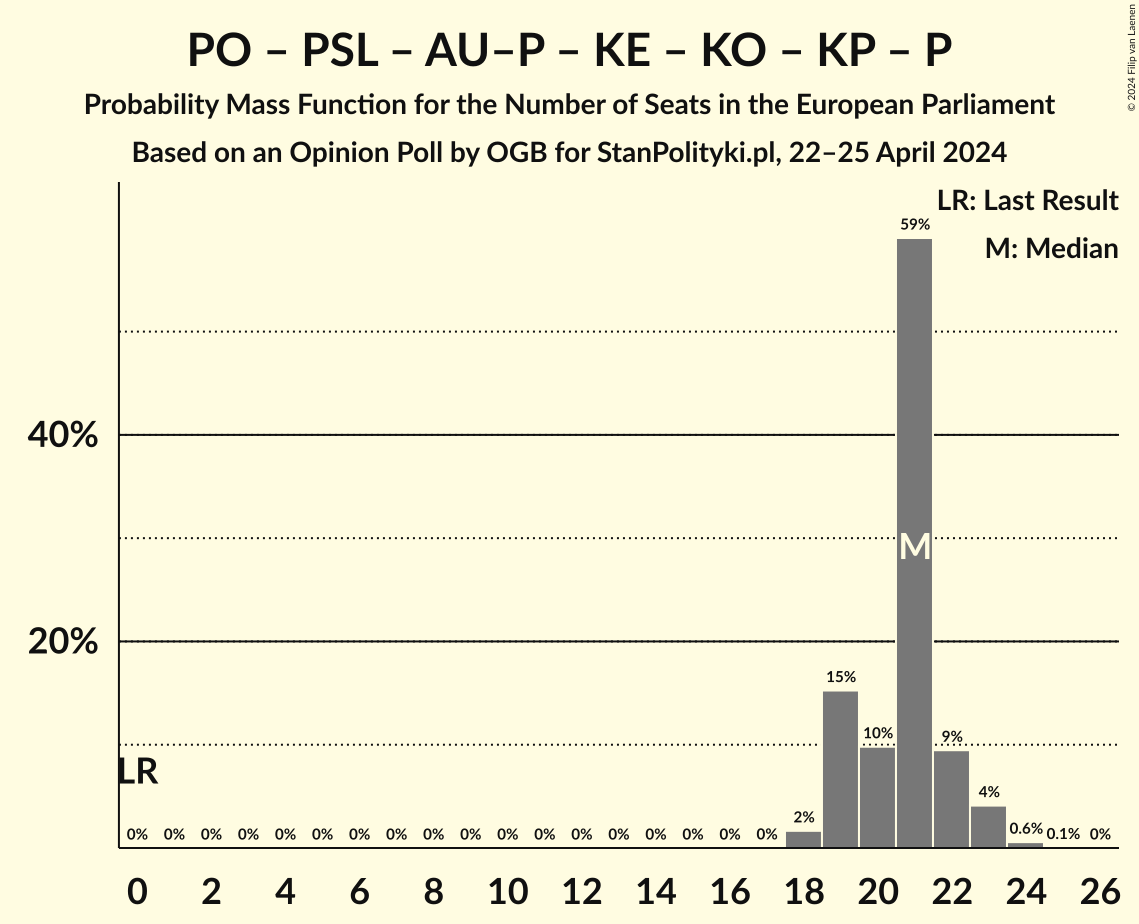 PO – PSL – AU–P – KE – KO – KP – P
Probability Mass Function for the Number of Seats in the European Parliament
Based on an Opinion Poll by OGB for StanPolityki.pl, 22–25 April 2024
© 2024 Filip van Laenen
LR: Last Result
M: Median
59%
40%
M
20%
15%
10%
9%
4%
2%
0.6%
0.1%
0%
LR
0% 0% 0% 0% 0% 0% 0% 0% 0% 0% 0% 0% 0% 0% 0% 0% 0% 0%
0 2 4 6 8 10 12 14 16 18 20 22 24 26